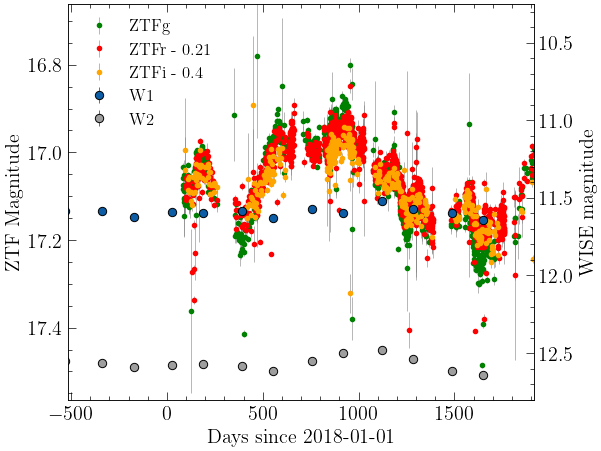 ZTFg
ZTFr - 0.21
ZTFi - 0.4
W1
W2
16.8
17.0
17.2
17.4
ZTF Magnitude
10.5
11.0
11.5
12.0
12.5
WISE magnitude
−500 0 500 1000 1500
Days since 2018-01-01